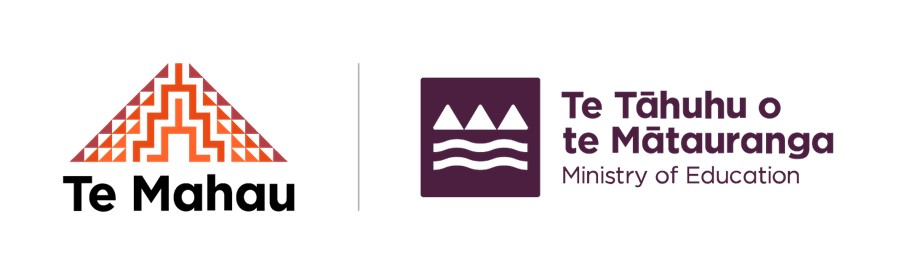 Te Mahau
Te Tāhuhu o
te Mātauranga
Ministry of Education